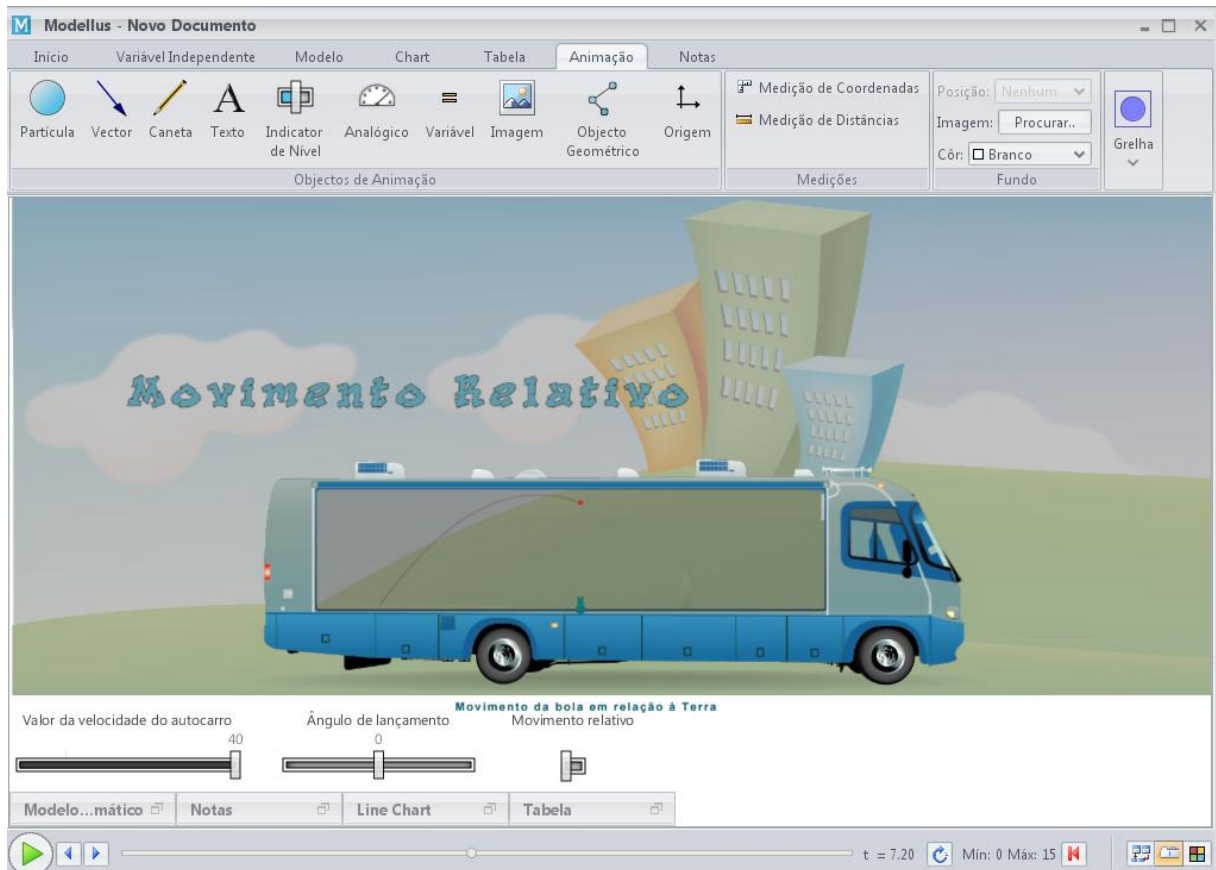 Modellus - Novo Documento
Início Variável Independente Modelo Chart Tabela Animação Notas
Partícula Vector Caneta Texto Indicator de Nível Analógico Variável Imagem Objecto Geométrico Origem
Objectos de Animação
Medição de Coordenadas
Medição de Distâncias
Medições
Posição: Nenhum
Imagem: Procurar..
Côr: Branco
Fundo
Grelha
Movimento Relativo
Movimento da bola em relação á Terra
Valor da velocidade do autocarro Ângulo de lançamento Movimento relativo
40 0
Modelo...mático Notas Line Chart Tabela
t = 7.20 Mín: 0 Máx: 15